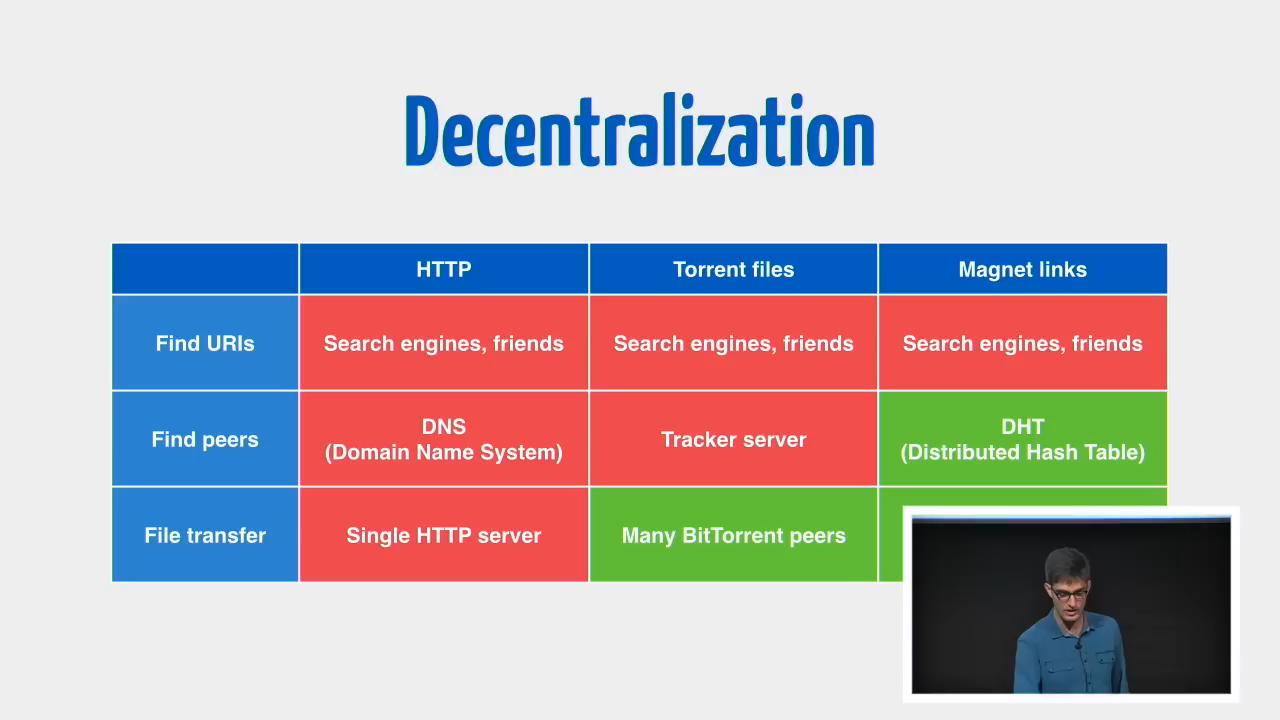 Decentralization
HTTP
Torrent files
Magnet links
Find URIs
Search engines, friends
Search engines, friends
Search engines, friends
Find peers
DNS
(Domain Name System)
Tracker server
DHT
(Distributed Hash Table)
File transfer
Single HTTP server
Many BitTorrent peers